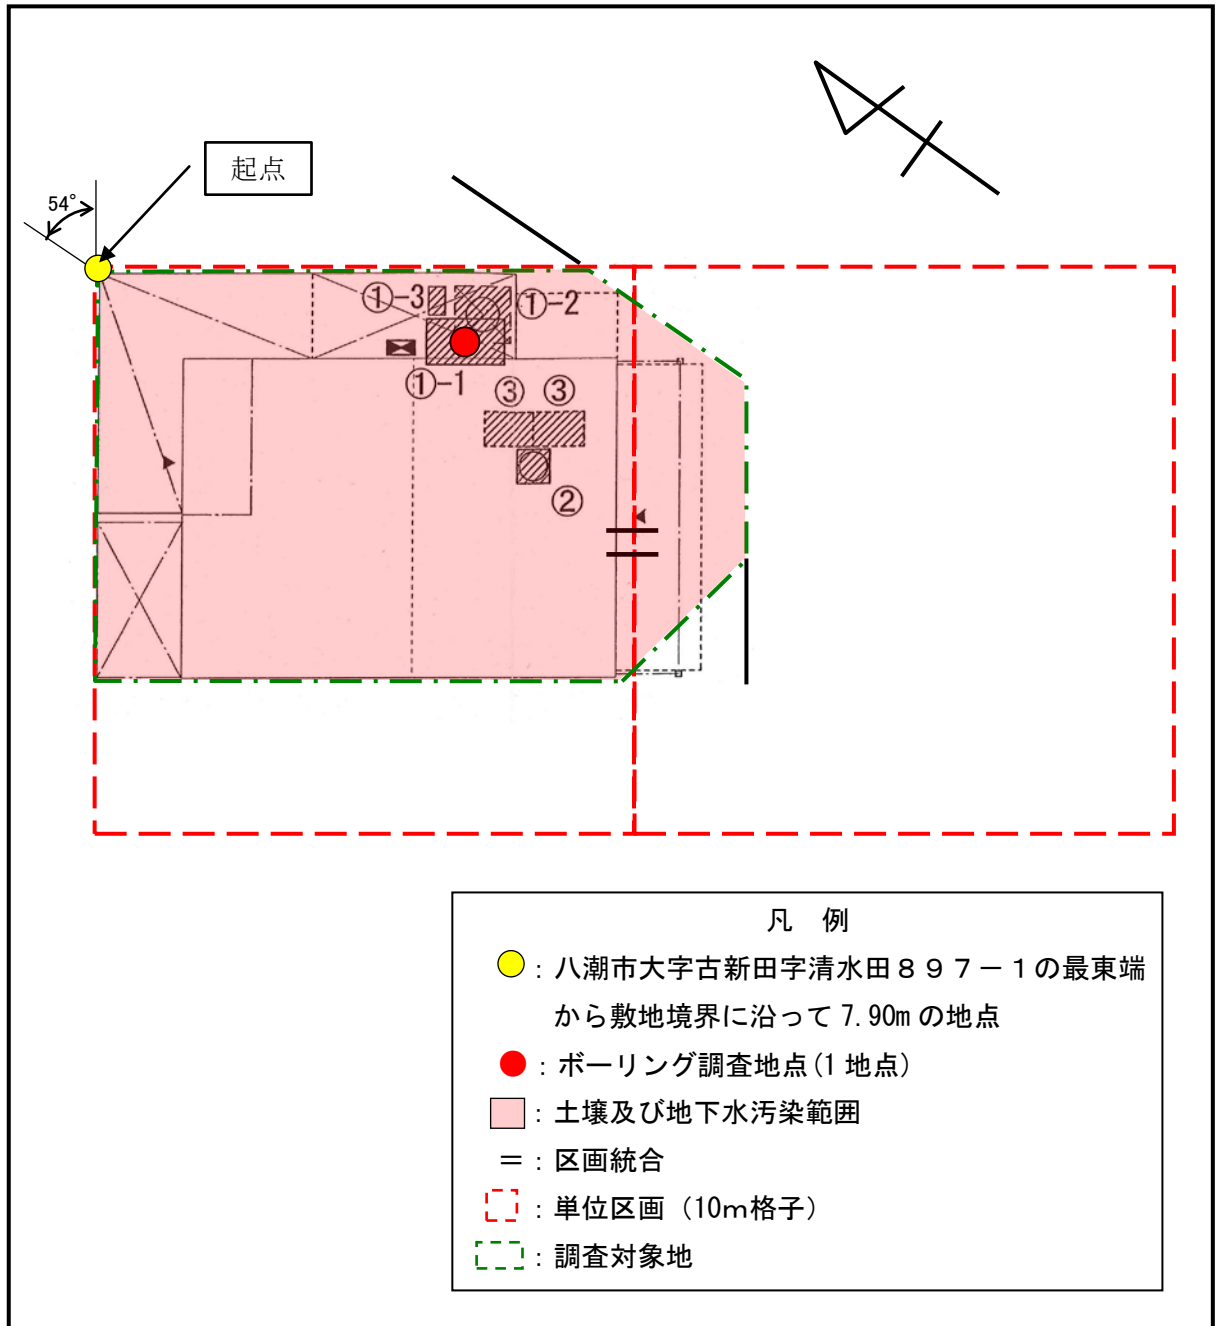 起点
54°
①-3
①-2
①-1
③ ③
②
凡 例
：八潮市大字古新田字清水田８９７－１の最東端
から敷地境界に沿って 7.90m の地点
：ボーリング調査地点(1 地点)
：土壌及び地下水汚染範囲
＝：区画統合
：単位区画（10ｍ格子）
：調査対象地